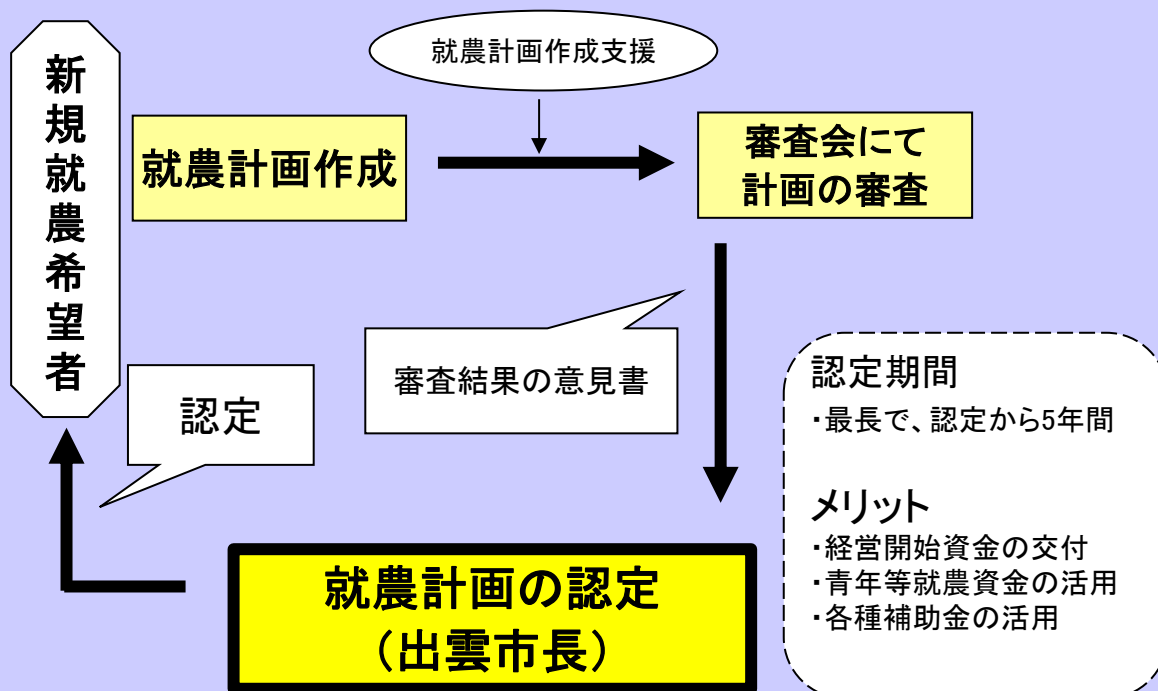 新規就農希望者
就農計画作成支援
就農計画作成
審査会にて
計画の審査
審査結果の意見書
認定
就農計画の認定
（出雲市長）
認定期間
・最長で、認定から5年間
メリット
・経営開始資金の交付
・青年等就農資金の活用
・各種補助金の活用